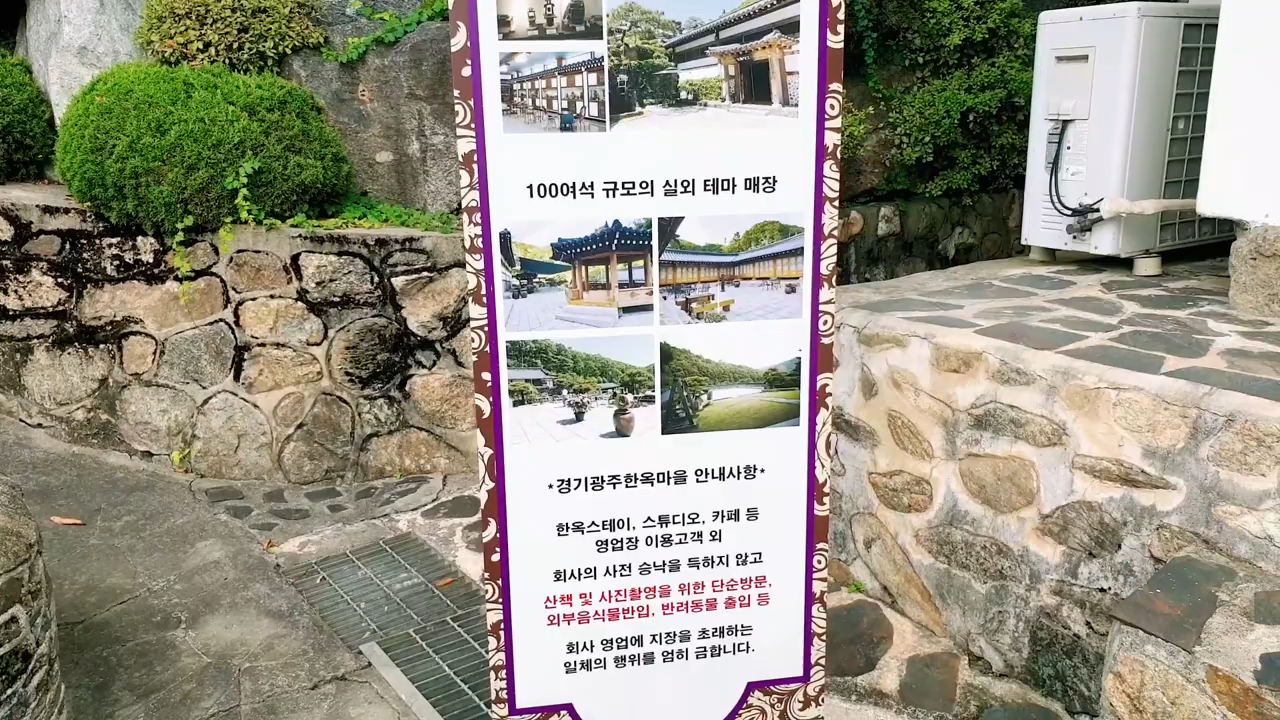 100여석 규모의 실외 테마 매장
*경기광주한옥마을 안내사항*
한옥스테이, 스튜디오, 카페 등
영업장 이용고객 외
회사의 사전 승낙을 득하지 않고
산책 및 사진촬영을 위한 단순방문,
외부음식물반입, 반려동물 출입 등
회사 영업에 지장을 초래하는
일체의 행위를 엄히 금합니다.